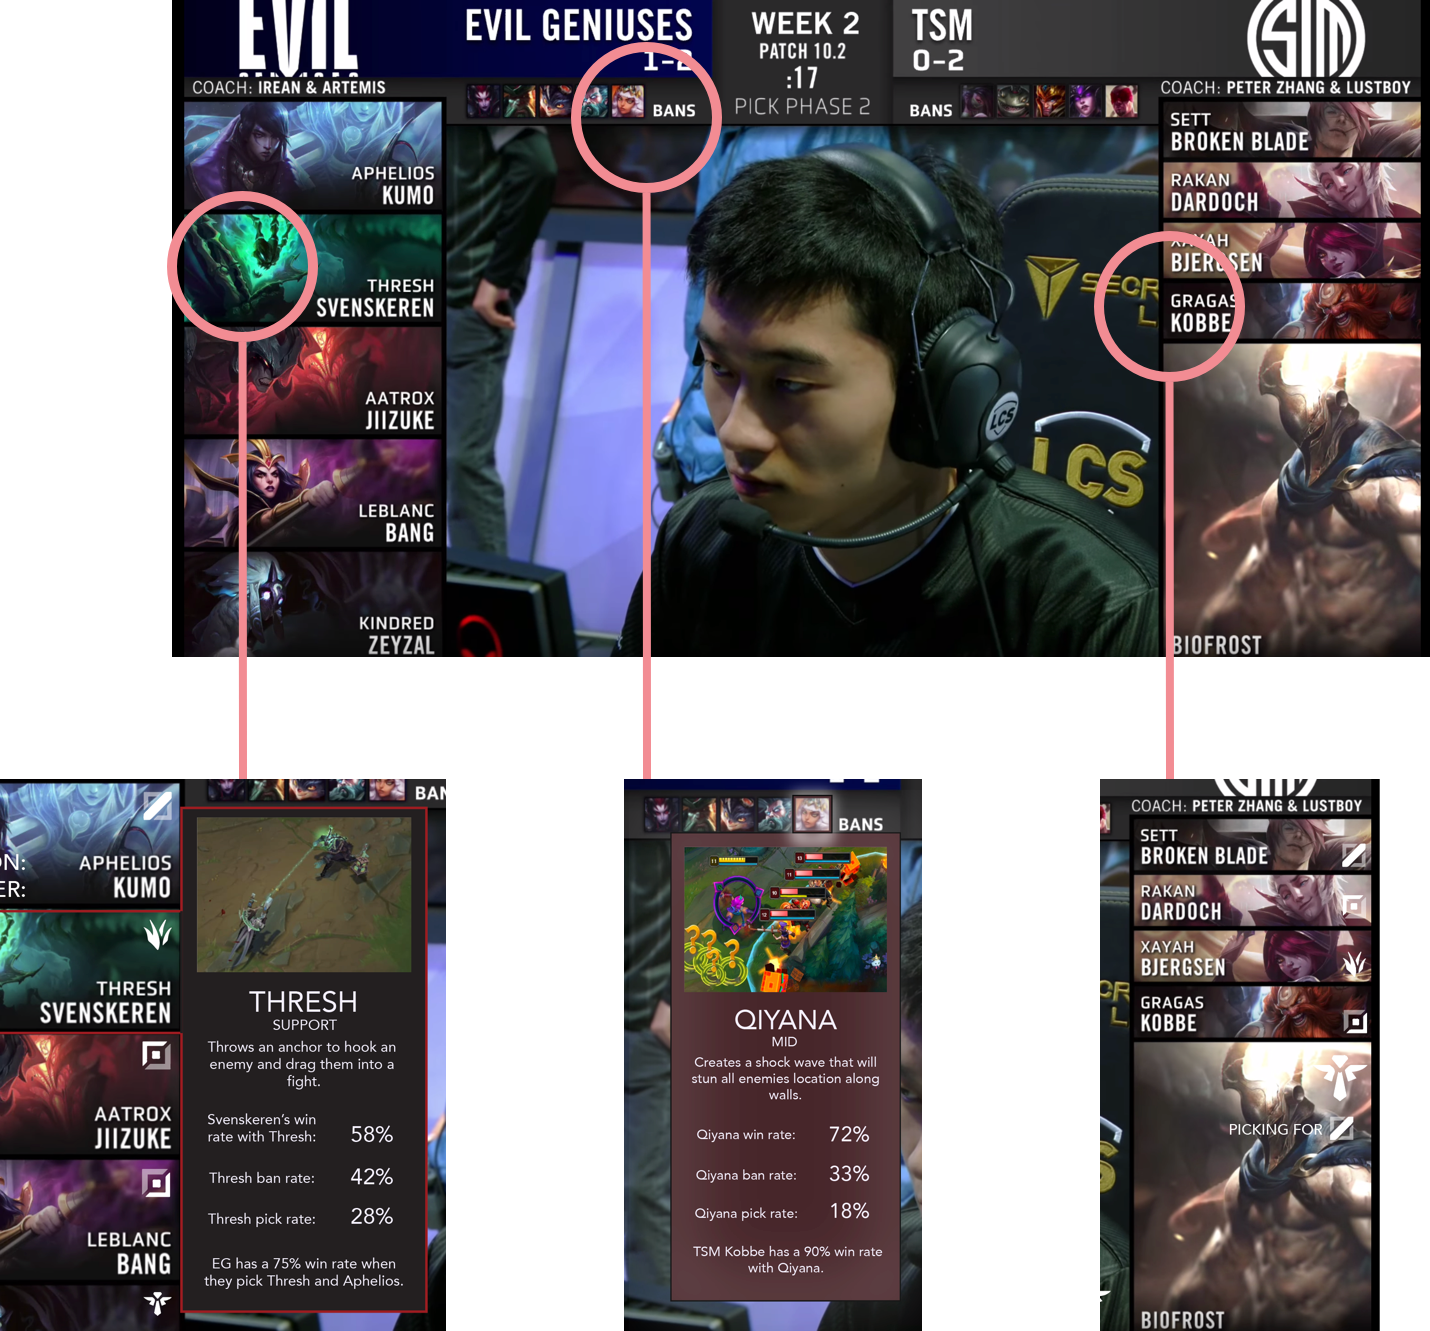 EVIL
EVIL GENIUSES
1-2
WEEK 2
PATCH 10.2
:17
PICK PHASE 2
TSM
0-2
BANS
BANS
COACH: IREAN & ARTEMIS
COACH: PETER ZHANG & LUSTBOY
APHELIOS
KUMO
THRESH
SVENSKEREN
AATROX
JIIZUKE
LEBLANC
BANG
KINDRED
ZEYZAL
SETT
BROKEN BLADE
RAKAN
DARDOCH
XAYAH
BJERGSEN
GRAGAS
KOBBE
BIOFROST
SECR
L
LCS
LCS
BAN
ON:
ER:
APHELIOS
KUMO
THRESH
SVENSKEREN
AATROX
JIIZUKE
LEBLANC
BANG
THRESH
SUPPORT
Throws an anchor to hook an
enemy and drag them into a
fight.
Svenskeren's win
rate with Thresh: 58%
Thresh ban rate: 42%
Thresh pick rate: 28%
EG has a 75% win rate when
they pick Thresh and Aphelios.
BANS
QIYANA
MID
Creates a shock wave that will
stun all enemies location along
walls.
Qiyana win rate: 72%
Qiyana ban rate: 33%
Qiyana pick rate: 18%
TSM Kobbe has a 90% win rate
with Qiyana.
COACH: PETER ZHANG & LUSTBOY
SETT
BROKEN BLADE
RAKAN
DARDOCH
XAYAH
BJERGSEN
GRAGAS
KOBBE
PICKING FOR
BIOFROST